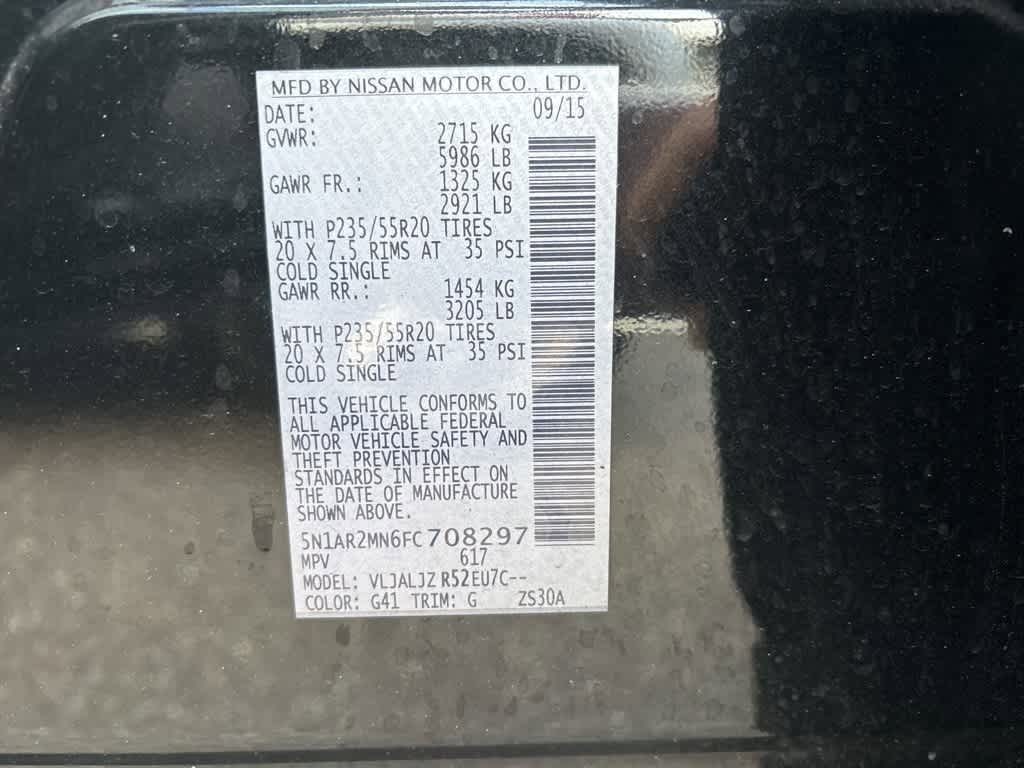 MFD BY NISSAN MOTOR CO., LTD.
DATE: 09/15
GVWR: 2715 KG
5986 LB
GAWR FR.: 1325 KG
2921 LB
WITH P235/55R20 TIRES
20 X 7.5 RIMS AT 35 PSI
COLD SINGLE
GAWR RR.: 1454 KG
3205 LB
WITH P235/55R20 TIRES
20 X 7.5 RIMS AT 35 PSI
COLD SINGLE
THIS VEHICLE CONFORMS TO
ALL APPLICABLE FEDERAL
MOTOR VEHICLE SAFETY AND
THEFT PREVENTION
STANDARDS IN EFFECT ON
THE DATE OF MANUFACTURE
SHOWN ABOVE.
5N1AR2MN6FC708297
MPV 617
MODEL: VLJALJZ R52EU7C--
COLOR: G41 TRIM: G ZS30A